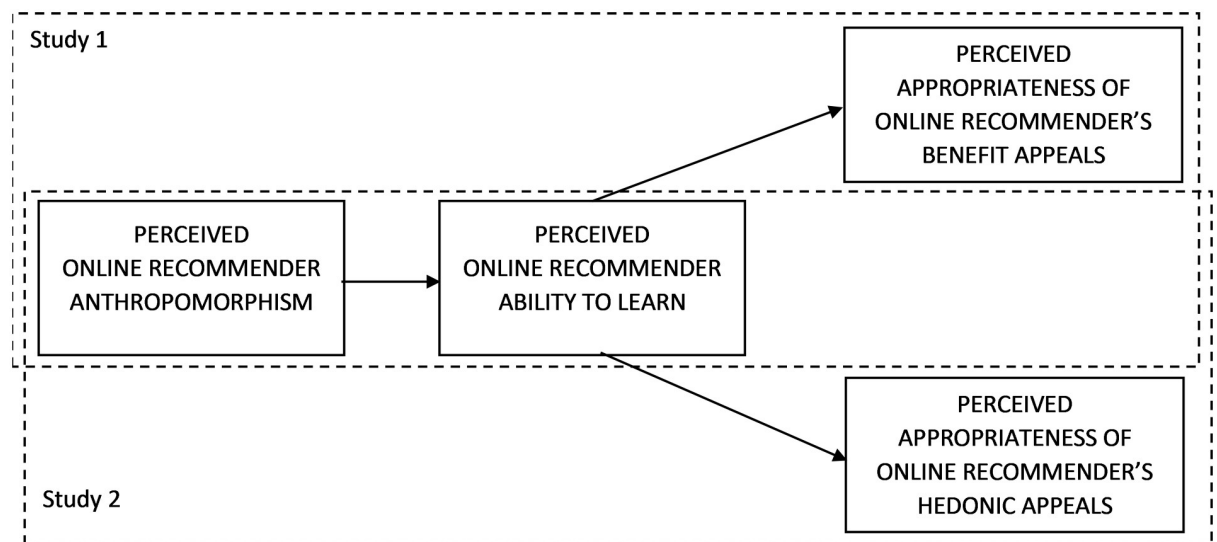 Study 1
PERCEIVED
APPROPRIATENESS OF
ONLINE RECOMMENDER’S
BENEFIT APPEALS
PERCEIVED
ONLINE RECOMMENDER
ANTHROPOMORPHISM
PERCEIVED
ONLINE RECOMMENDER
ABILITY TO LEARN
PERCEIVED
APPROPRIATENESS OF
ONLINE RECOMMENDER’S
HEDONIC APPEALS
Study 2